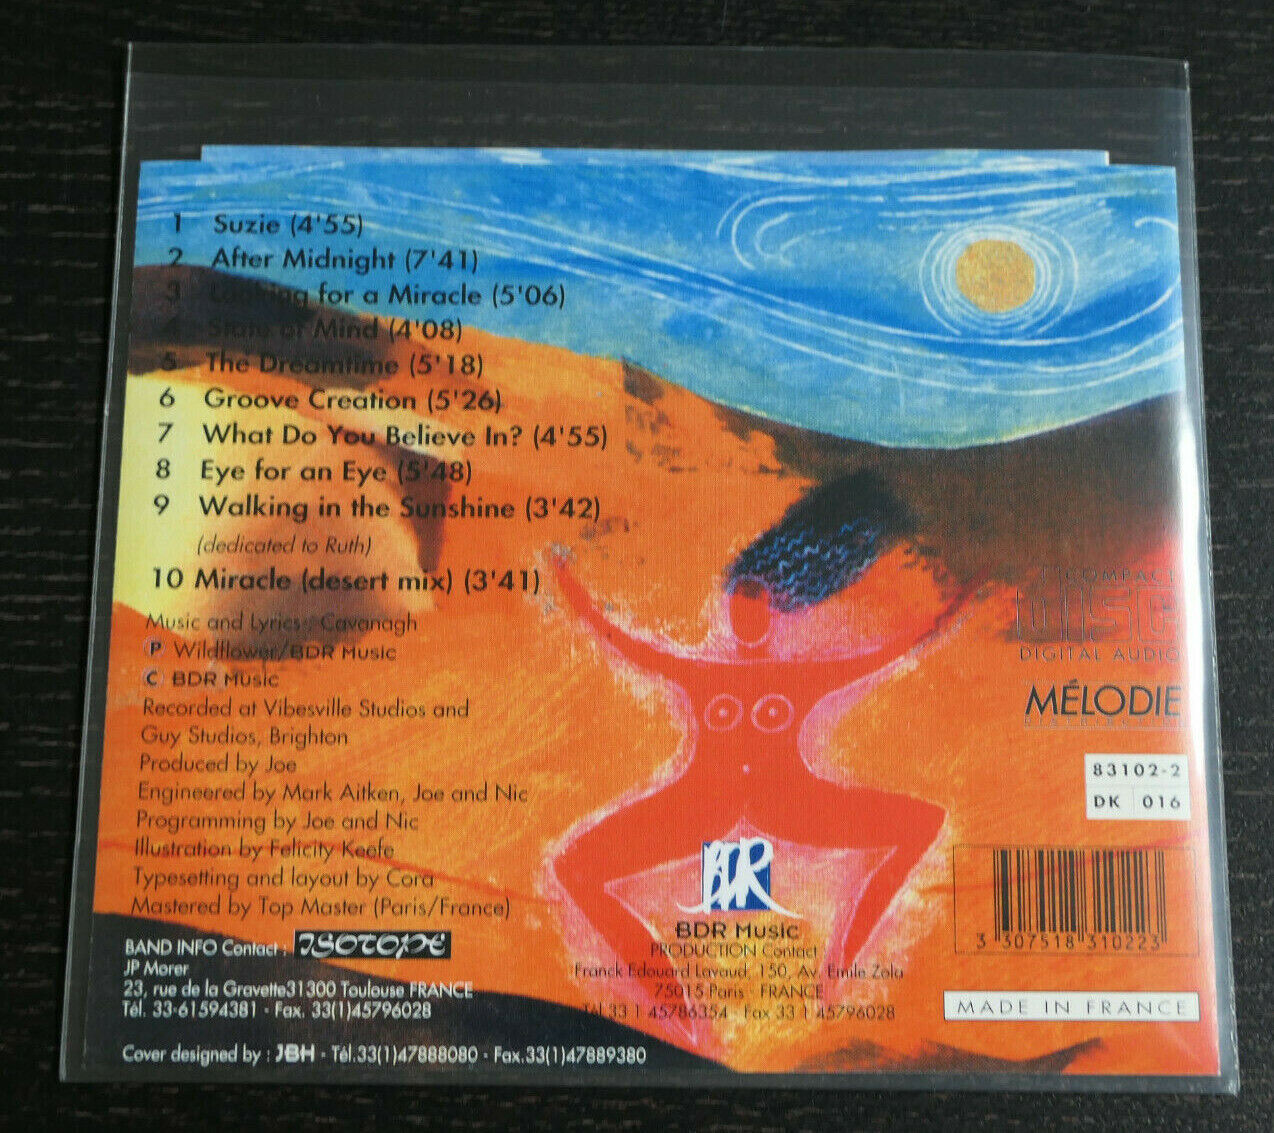 1 Suzie (4'55)
2 After Midnight (7'41)
3 Looking for a Miracle (5'06)
4 State of Mind (4'08)
5 The Dreamtime (5'18)
6 Groove Creation (5'26)
7 What Do You Believe In? (4'55)
8 Eye for an Eye (5'48)
9 Walking in the Sunshine (3'42)
(dedicated to Ruth)
10 Miracle (desert mix) (3'41)
Music and Lyrics : Cavanagh
P Wildflower/BDR Music
C BDR Music
Recorded at Vibesville Studios and
Guy Studios, Brighton
Produced by Joe
Engineered by Mark Aitken, Joe and Nic
Programming by Joe and Nic
Illustration by Felicity Keefe
Typesetting and layout by Cora
Mastered by Top Master (Paris/France)
BAND INFO Contact : ISOTOPE
JP Morer
23, rue de la Gravette31300 Toulouse FRANCE
Tél. 33-61594381 - Fax. 33(1)45796028
Cover designed by : JBH - Tél.33(1)47888080 - Fax.33(1)47889380
BDR
BDR Music
PRODUCTION Contact
Franck Edouard Lavaud, 150, Av. Emile Zola
75015 Paris - FRANCE
Tél 33 1 45786354 - Fax 33 1 45796028
COMPACT
disc
DIGITAL AUDIO
MÉLODIE
DISTRIBUTION
83102-2
DK 016
3 307518 310223
MADE IN FRANCE